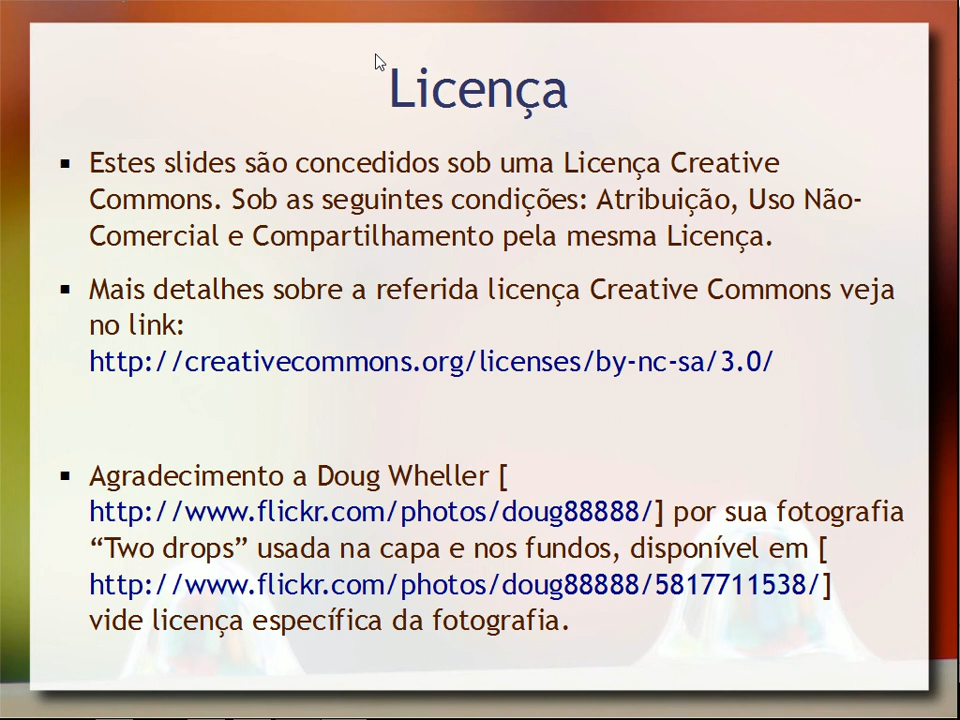 Licença
Estes slides são concedidos sob uma Licença Creative
Commons. Sob as seguintes condições: Atribuição, Uso Não-
Comercial e Compartilhamento pela mesma Licença.
Mais detalhes sobre a referida licença Creative Commons veja
no link:
http://creativecommons.org/licenses/by-nc-sa/3.0/
Agradecimento a Doug Wheller [
http://www.flickr.com/photos/doug88888/] por sua fotografia
“Two drops” usada na capa e nos fundos, disponível em [
http://www.flickr.com/photos/doug88888/5817711538/]
vide licença específica da fotografia.